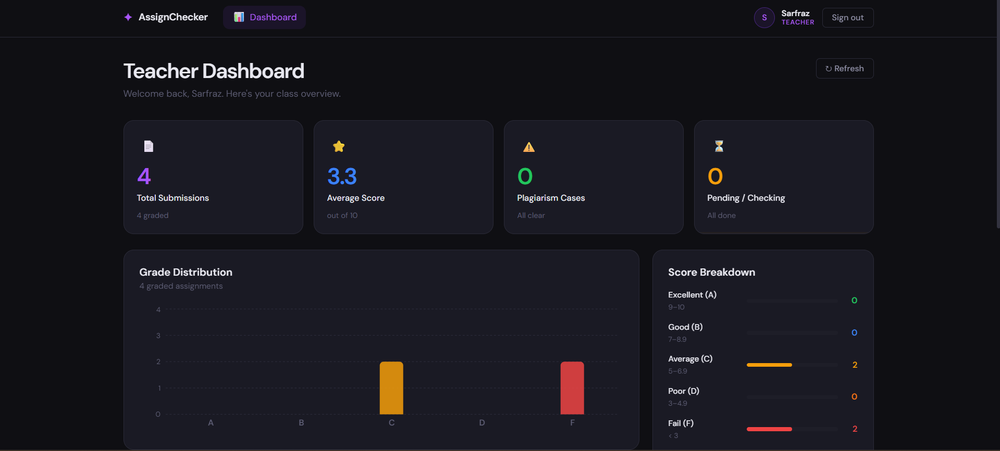 AssignChecker
Dashboard
S
Sarfraz
TEACHER
Sign out
Teacher Dashboard
↻ Refresh
Welcome back, Sarfraz. Here's your class overview.
4
Total Submissions
4 graded
3.3
Average Score
out of 10
0
Plagiarism Cases
All clear
0
Pending / Checking
All done
Grade Distribution
4 graded assignments
4
3
2
1
0
A B C D F
Score Breakdown
Excellent (A)
9–10
0
Good (B)
7–8.9
0
Average (C)
5–6.9
2
Poor (D)
3–4.9
0
Fail (F)
< 3
2